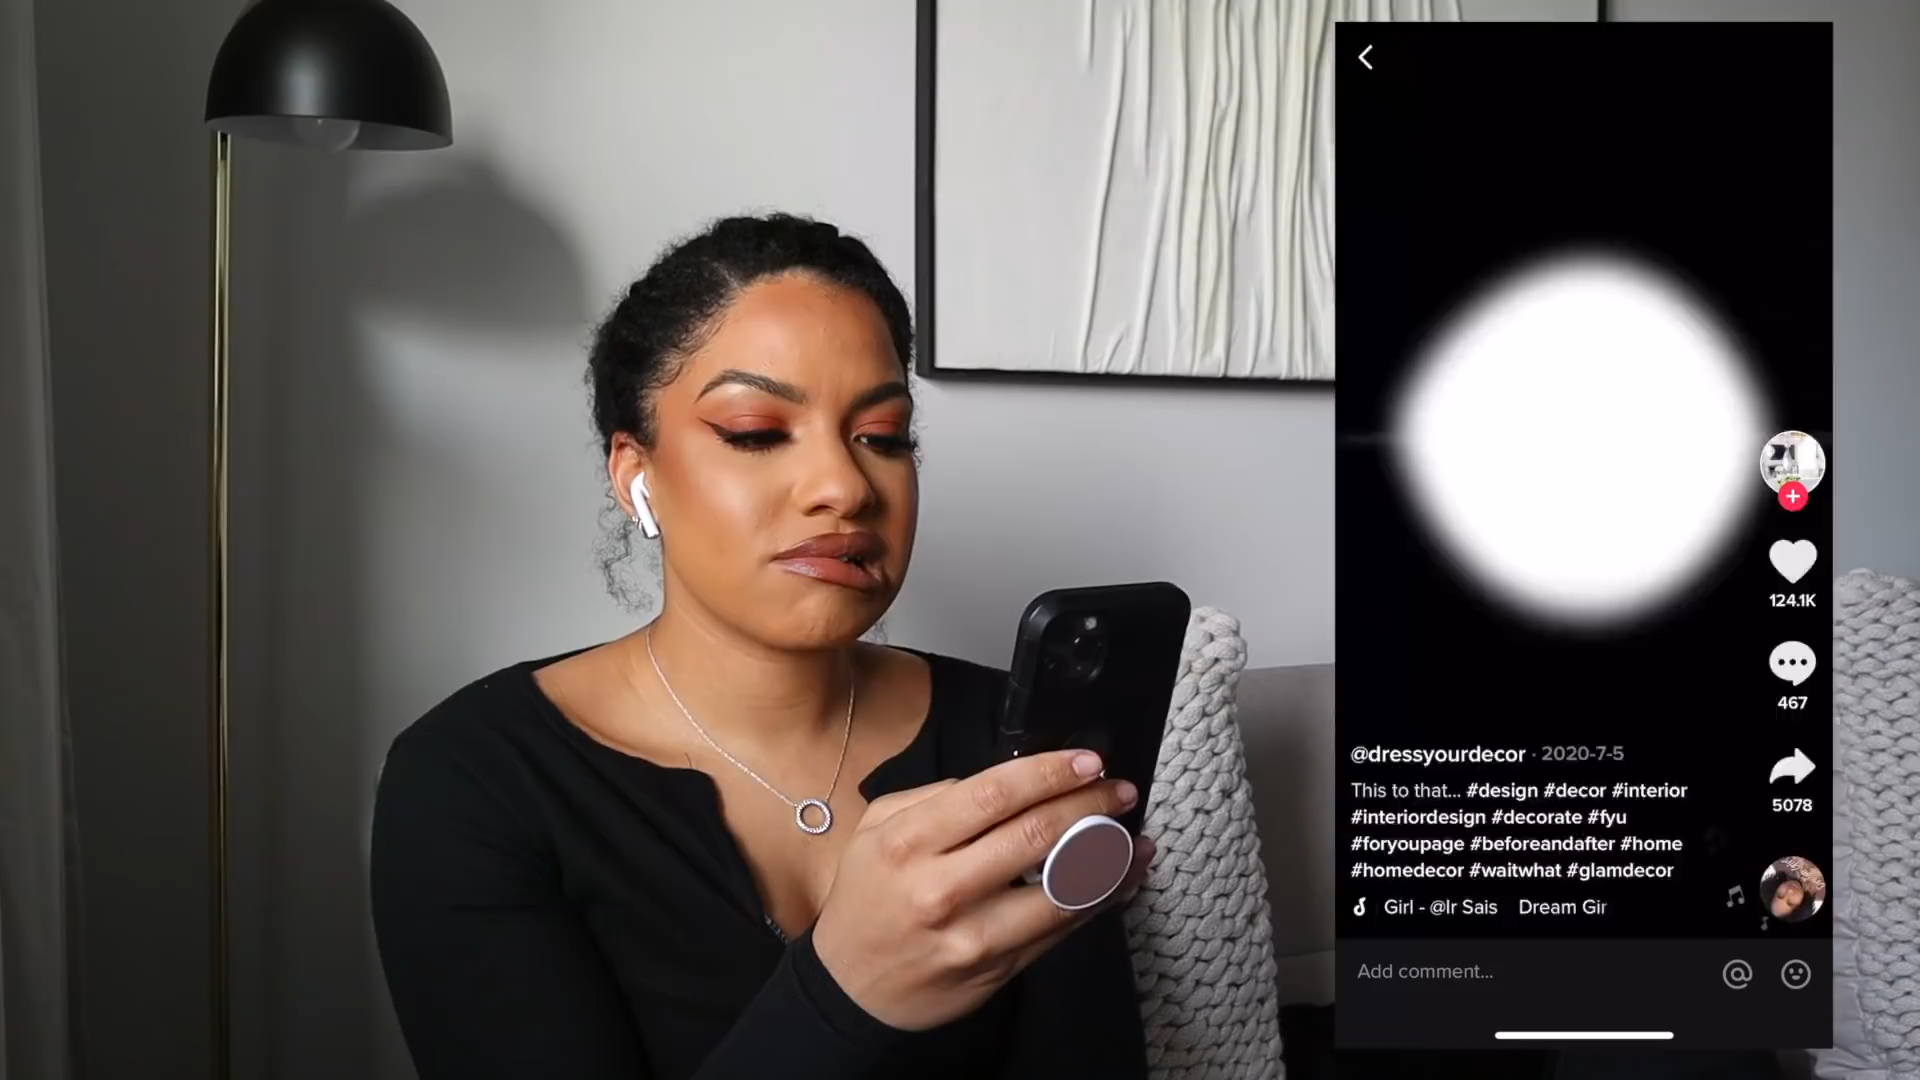 124.1K
467
@dressyourdecor · 2020-7-5
This to that... #design #decor #interior
#interiordesign #decorate #fyu
#foryoupage #beforeandafter #home
#homedecor #waitwhat #glamdecor
5078
Girl - @Ir Sais Dream Gir
Add comment...